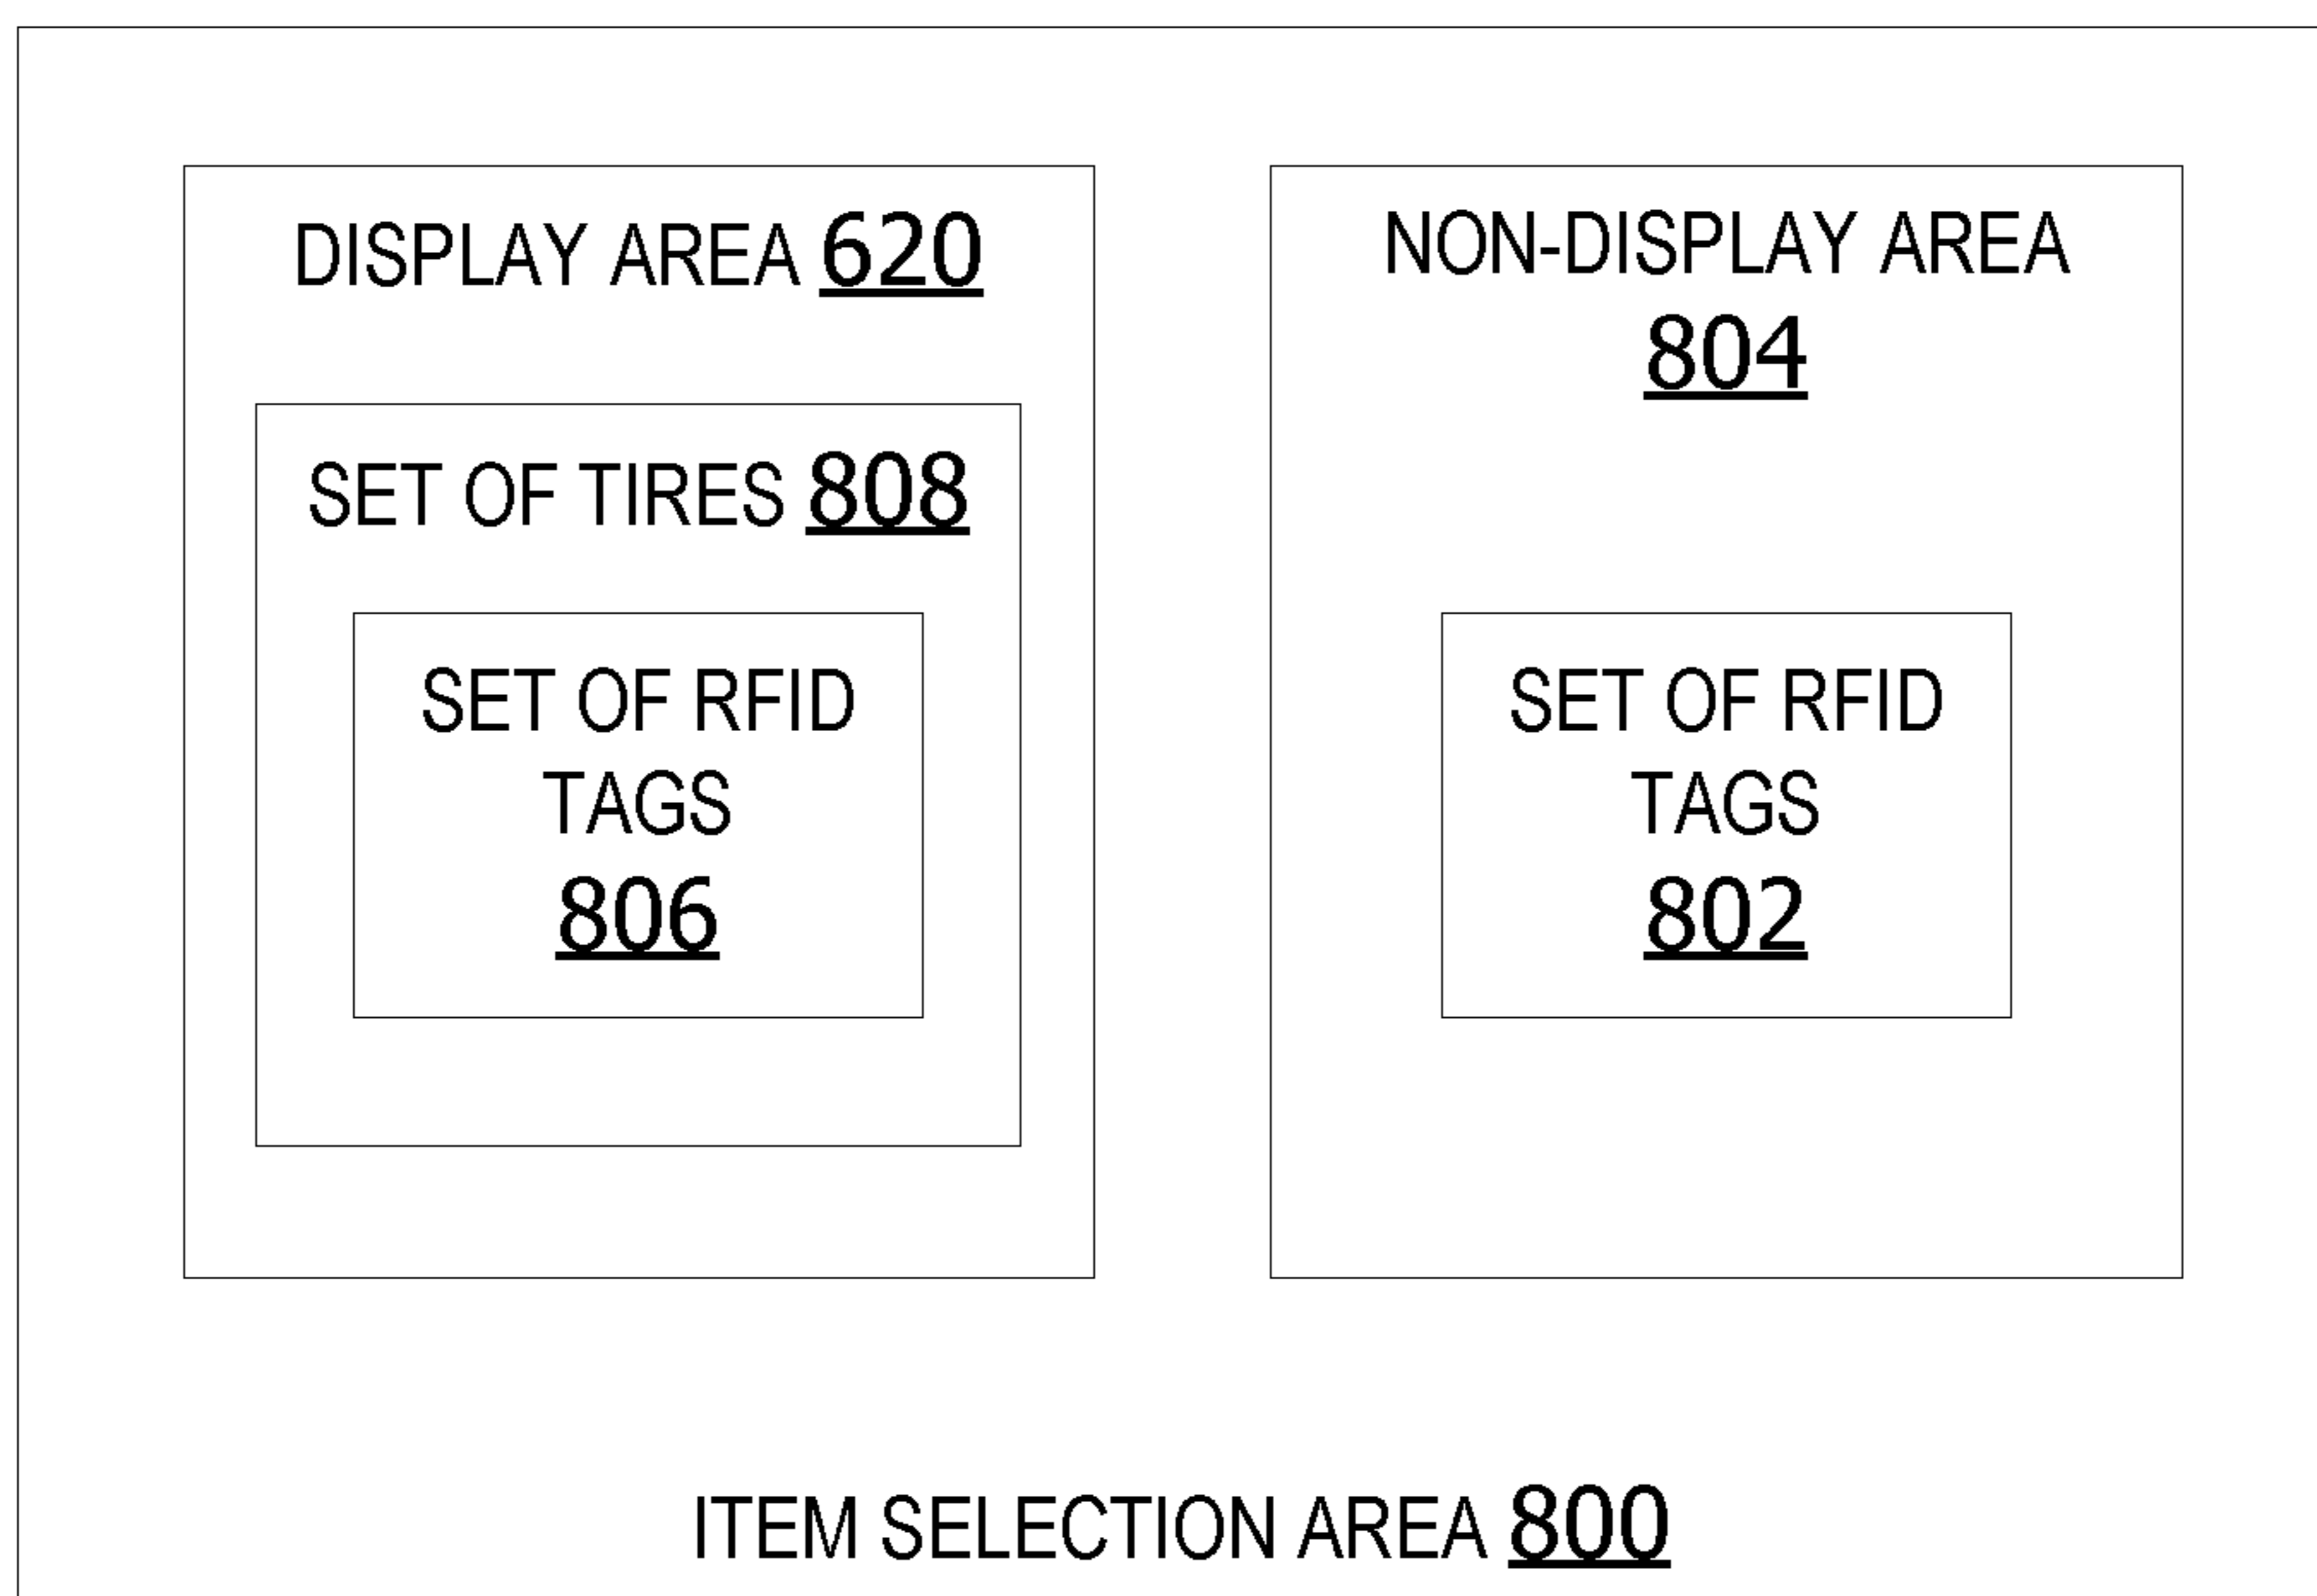 DISPLAY AREA 620
SET OF TIRES 808
SET OF RFID
TAGS
806
NON-DISPLAY AREA
804
SET OF RFID
TAGS
802
ITEM SELECTION AREA 800